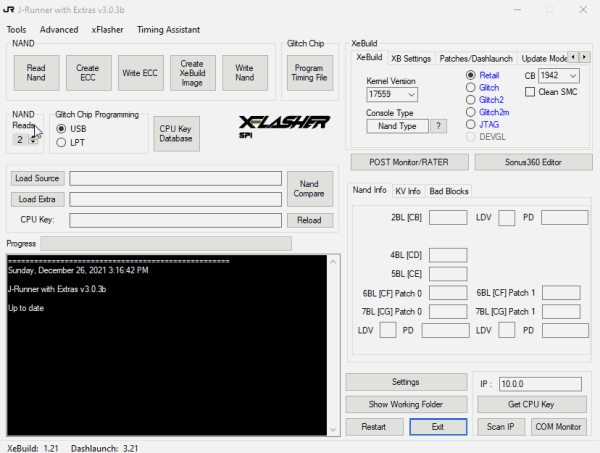 JR J-Runner with Extras v3.0.3b
Tools Advanced xFlasher Timing Assistant
NAND
Read Nand
Create ECC
Write ECC
Create XeBuild Image
Write Nand
Glitch Chip
Program Timing File
NAND Reads
2
Glitch Chip Programming
USB
LPT
CPU Key Database
XFLASHER
SPI
Load Source
Load Extra
CPU Key:
Nand Compare
Reload
Progress
==================================================
Sunday, December 26, 2021 3:16:42 PM
J-Runner with Extras v3.0.3b
Up to date
XeBuild
XeBuild XB Settings Patches/Dashlaunch Update Mode
Kernel Version
17559
Console Type
Nand Type ?
Retail
Glitch
Glitch2
Glitch2m
JTAG
DEVGL
CB 1942
Clean SMC
POST Monitor/RATER Sonus360 Editor
Nand Info KV Info Bad Blocks
2BL [CB] LDV PD
4BL [CD]
5BL [CE]
6BL [CF] Patch 0 6BL [CF] Patch 1
7BL [CG] Patch 0 7BL [CG] Patch 1
LDV PD LDV PD
Settings
Show Working Folder
Restart Exit
IP : 10.0.0
Get CPU Key
Scan IP COM Monitor
XeBuild: 1.21 Dashlaunch: 3.21